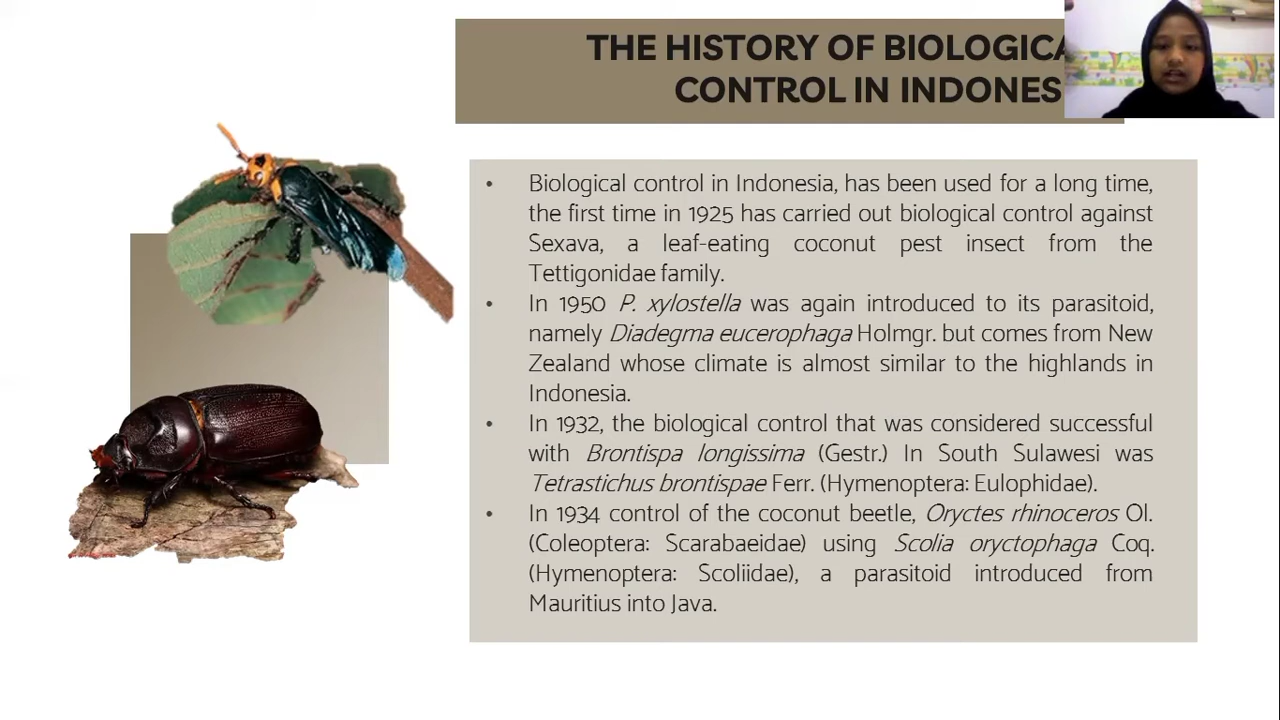 THE HISTORY OF BIOLOGICA
CONTROL IN INDONES
• Biological control in Indonesia, has been used for a long time,
the first time in 1925 has carried out biological control against
Sexava, a leaf-eating coconut pest insect from the
Tettigonidae family.
• In 1950 P. xylostella was again introduced to its parasitoid,
namely Diadegma eucerophaga Holmgr. but comes from New
Zealand whose climate is almost similar to the highlands in
Indonesia.
• In 1932, the biological control that was considered successful
with Brontispa longissima (Gestr.) In South Sulawesi was
Tetrastichus brontispae Ferr. (Hymenoptera: Eulophidae).
• In 1934 control of the coconut beetle, Oryctes rhinoceros Ol.
(Coleoptera: Scarabaeidae) using Scolia oryctophaga Coq.
(Hymenoptera: Scoliidae), a parasitoid introduced from
Mauritius into Java.